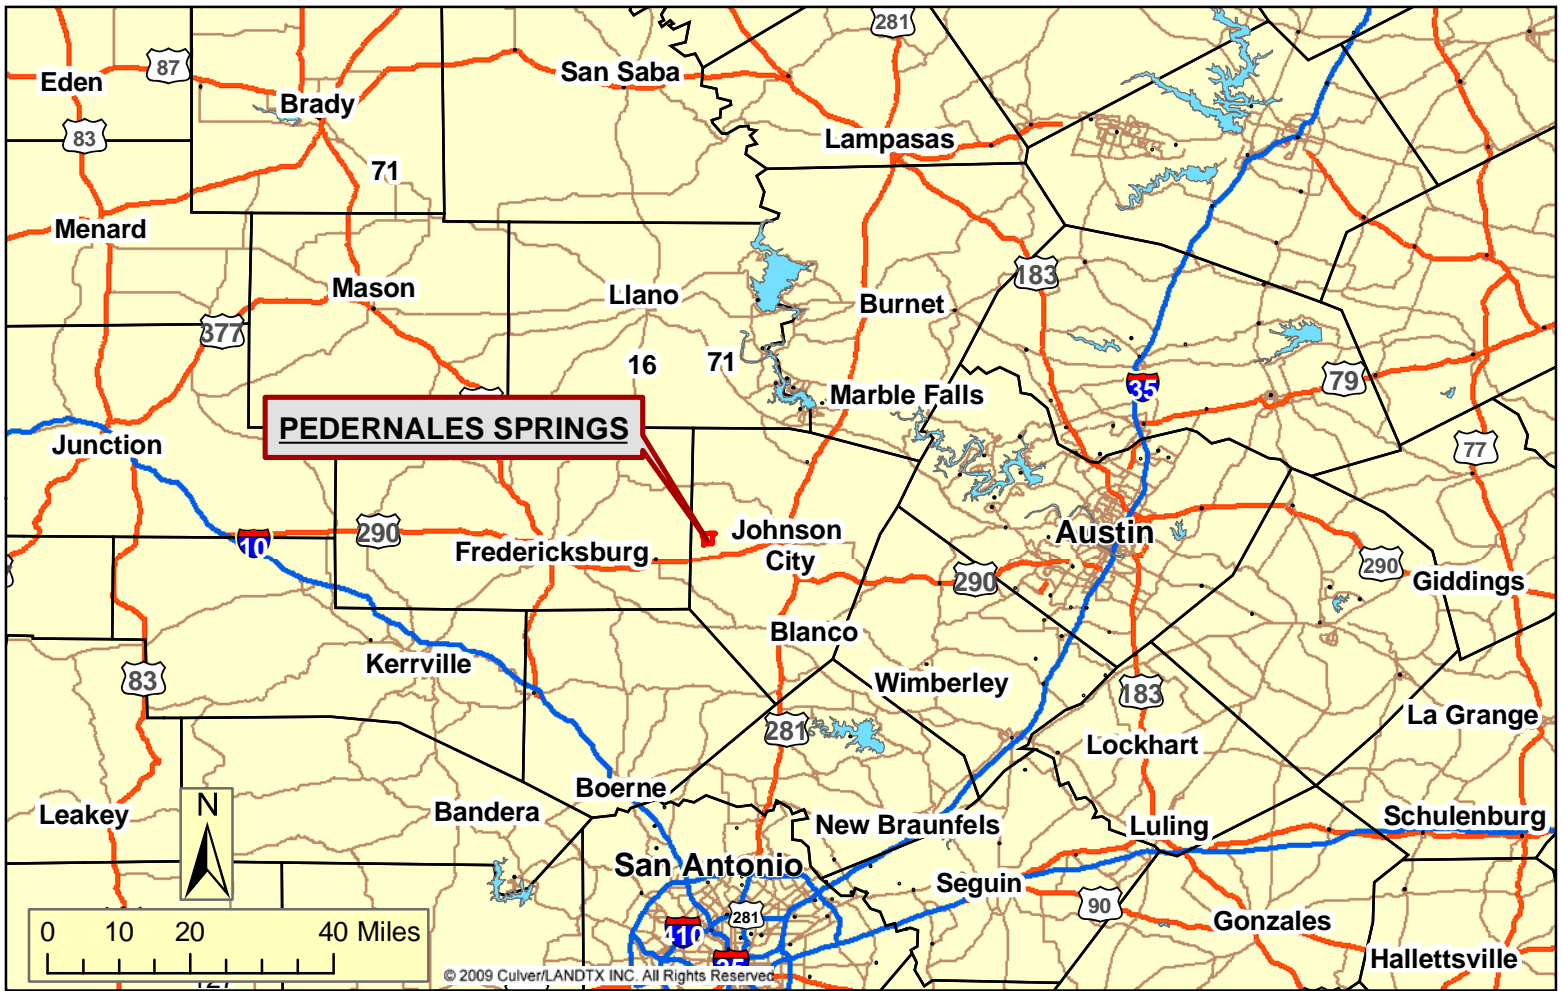 281
87
Eden
San Saba
Brady
83
Lampasas
71
Menard
183
Mason
Llano
Burnet
377
16
71
35
79
Marble Falls
PEDERNALES SPRINGS
Junction
77
290
10
Johnson
City
Austin
Fredericksburg
290
290
Giddings
Blanco
Kerrville
83
Wimberley
183
La Grange
281
Lockhart
Boerne
Leakey
N
Bandera
New Braunfels
Luling
Schulenburg
San Antonio
Seguin
90
281
410
Gonzales
Hallettsville
35
0 10 20 40 Miles
© 2009 Culver/LANDTX INC. All Rights Reserved
127